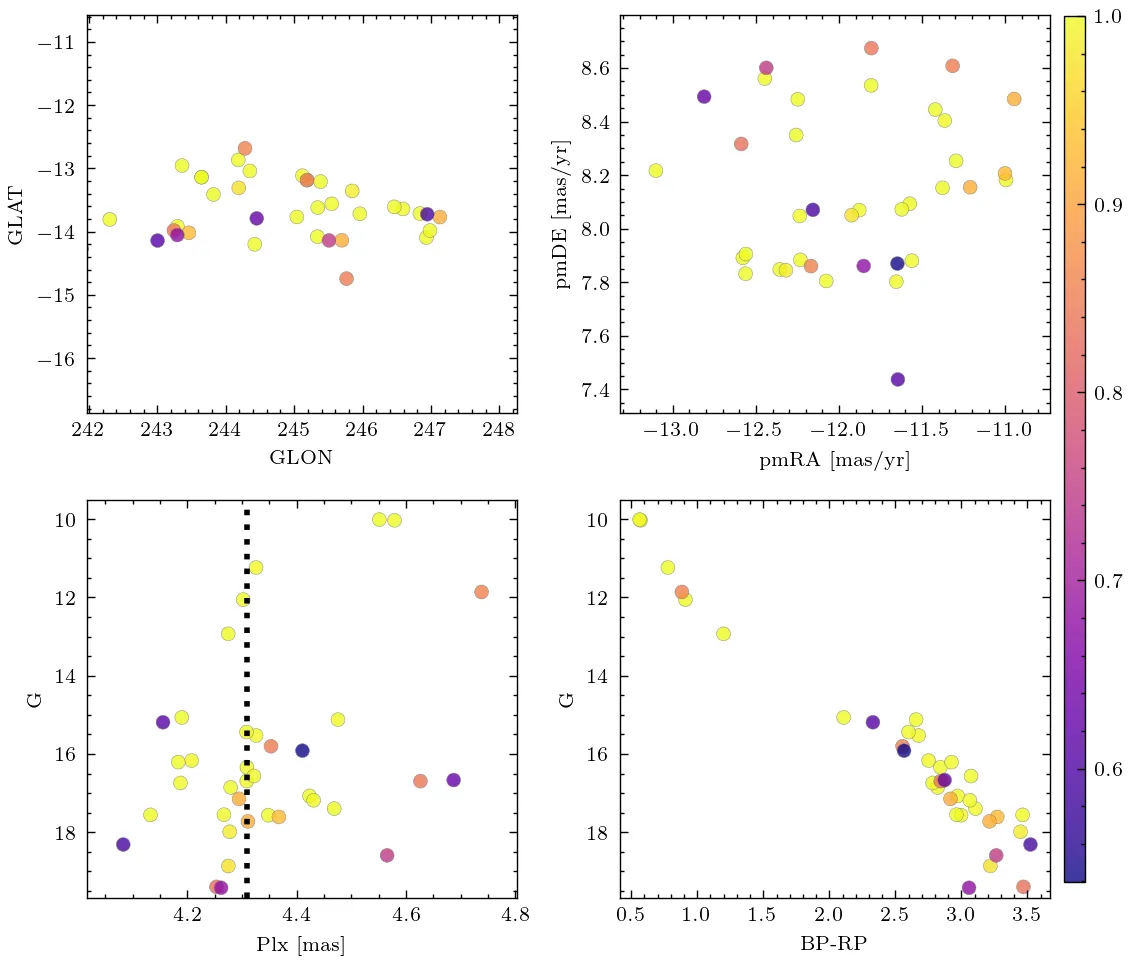 −11
−12
−13
−14
−15
−16
GLAT
242 243 244 245 246 247 248
GLON
8.6
8.4
8.2
8.0
7.8
7.6
7.4
pmDE [mas/yr]
−13.0 −12.5 −12.0 −11.5 −11.0
pmRA [mas/yr]
1.0
0.9
0.8
0.7
0.6
10
12
14
16
18
G
4.2 4.4 4.6 4.8
Plx [mas]
10
12
14
16
18
G
0.5 1.0 1.5 2.0 2.5 3.0 3.5
BP-RP